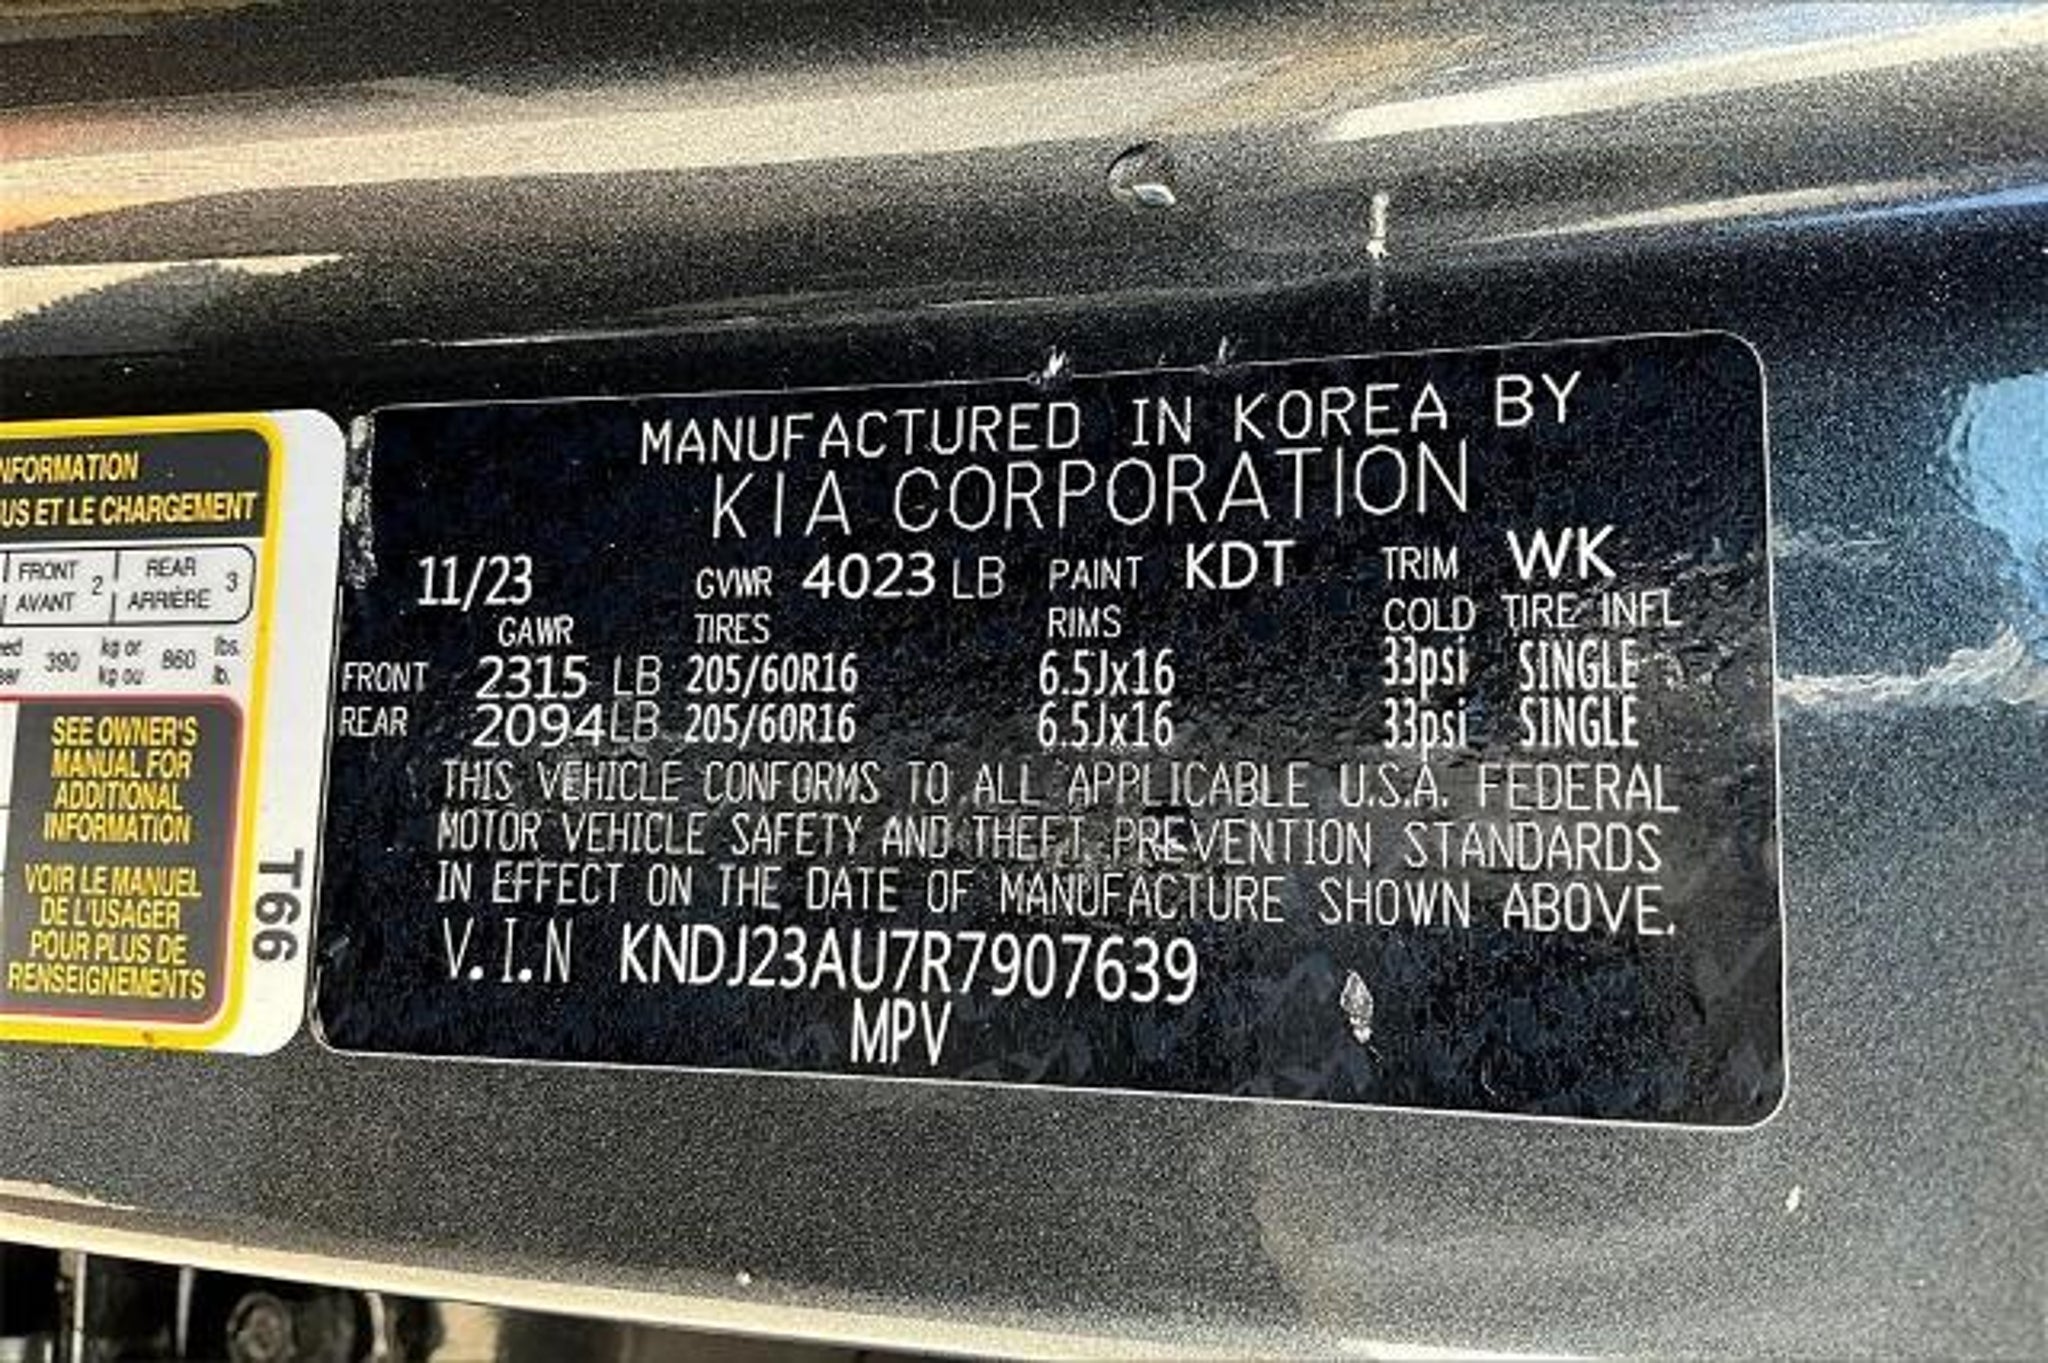 NFORMATION
US ET LE CHARGEMENT
FRONT 2 REAR 3
AVANT ARRIÈRE
390 kg or 860 lbs.
kg ou lb.
SEE OWNER'S
MANUAL FOR
ADDITIONAL
INFORMATION
VOIR LE MANUEL
DE L'USAGER
POUR PLUS DE
RENSEIGNEMENTS
T66
MANUFACTURED IN KOREA BY
KIA CORPORATION
11/23 GVWR 4023 LB PAINT KDT TRIM WK
GAWR TIRES RIMS COLD TIRE INFL
FRONT 2315 LB 205/60R16 6.5Jx16 33psi SINGLE
REAR 2094 LB 205/60R16 6.5Jx16 33psi SINGLE
THIS VEHICLE CONFORMS TO ALL APPLICABLE U.S.A. FEDERAL
MOTOR VEHICLE SAFETY AND THEFT PREVENTION STANDARDS
IN EFFECT ON THE DATE OF MANUFACTURE SHOWN ABOVE.
V.I.N KNDJ23AU7R7907639
MPV